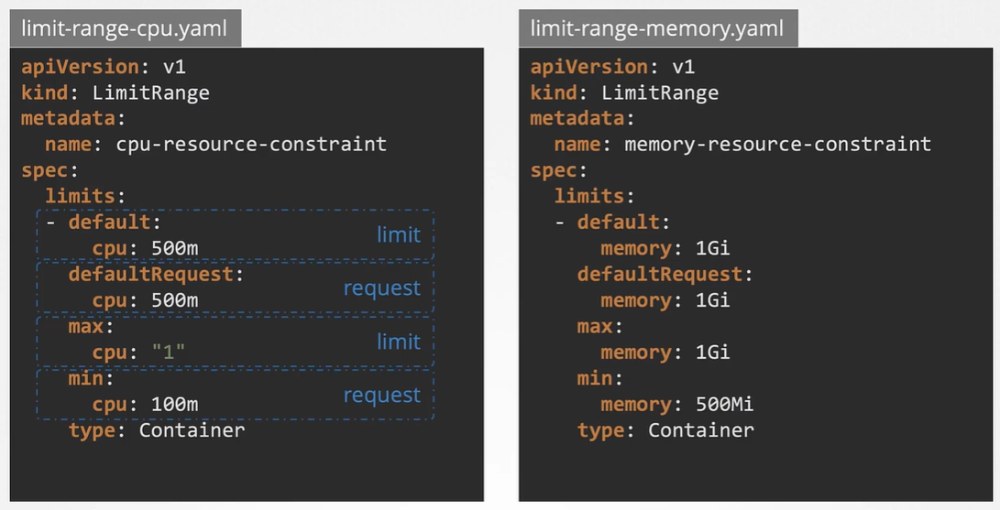 limit-range-cpu.yaml
apiVersion: v1
kind: LimitRange
metadata:
  name: cpu-resource-constraint
spec:
  limits:
  - default:
      cpu: 500m
limit
    defaultRequest:
      cpu: 500m
request
    max:
      cpu: "1"
limit
    min:
      cpu: 100m
request
    type: Container
limit-range-memory.yaml
apiVersion: v1
kind: LimitRange
metadata:
  name: memory-resource-constraint
spec:
  limits:
  - default:
      memory: 1Gi
    defaultRequest:
      memory: 1Gi
    max:
      memory: 1Gi
    min:
      memory: 500Mi
    type: Container